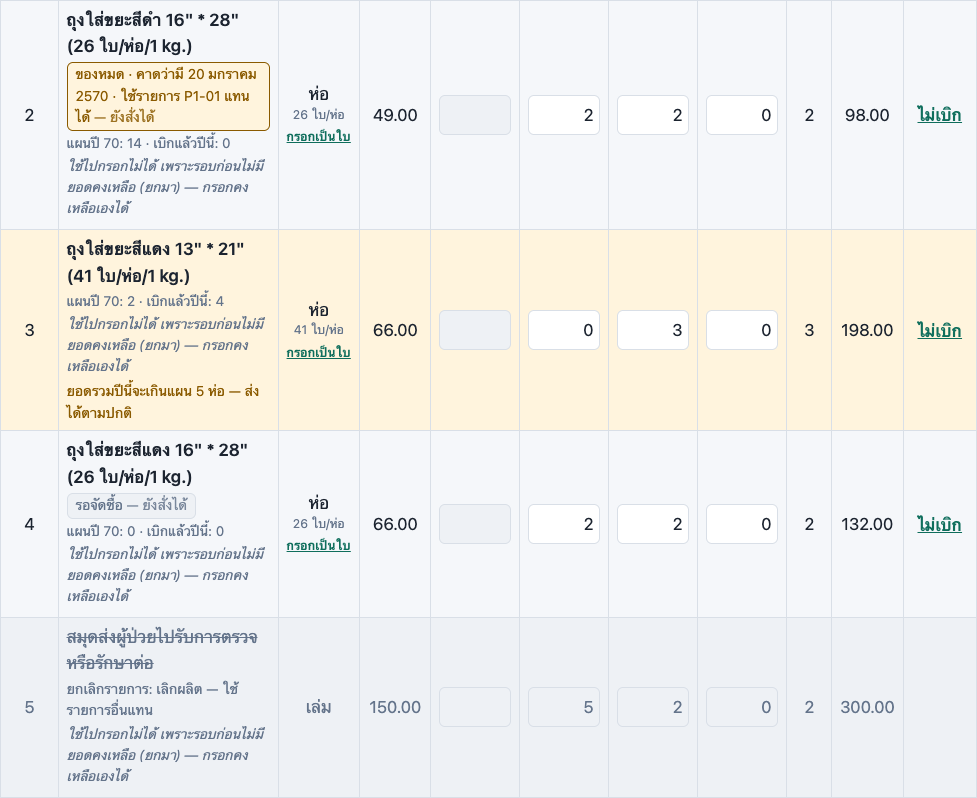 2
ถุงใส่ขยะสีดำ 16" * 28"
(26 ใบ/ห่อ/1 kg.)
ของหมด · คาดว่ามี 20 มกราคม
2570 · ใช้รายการ P1-01 แทน
ได้ — ยังสั่งได้
แผนปี 70: 14 · เบิกแล้วปีนี้: 0
ใช้ไปกรอกไม่ได้ เพราะรอบก่อนไม่มี
ยอดคงเหลือ (ยกมา) — กรอกคง
เหลือเองได้
ห่อ
26 ใบ/ห่อ
กรอกเป็นใบ
49.00
2
2
0
2
98.00
ไม่เบิก
3
ถุงใส่ขยะสีแดง 13" * 21"
(41 ใบ/ห่อ/1 kg.)
แผนปี 70: 2 · เบิกแล้วปีนี้: 4
ใช้ไปกรอกไม่ได้ เพราะรอบก่อนไม่มี
ยอดคงเหลือ (ยกมา) — กรอกคง
เหลือเองได้
ยอดรวมปีนี้จะเกินแผน 5 ห่อ — ส่ง
ได้ตามปกติ
ห่อ
41 ใบ/ห่อ
กรอกเป็นใบ
66.00
0
3
0
3
198.00
ไม่เบิก
4
ถุงใส่ขยะสีแดง 16" * 28"
(26 ใบ/ห่อ/1 kg.)
รอจัดซื้อ — ยังสั่งได้
แผนปี 70: 0 · เบิกแล้วปีนี้: 0
ใช้ไปกรอกไม่ได้ เพราะรอบก่อนไม่มี
ยอดคงเหลือ (ยกมา) — กรอกคง
เหลือเองได้
ห่อ
26 ใบ/ห่อ
กรอกเป็นใบ
66.00
2
2
0
2
132.00
ไม่เบิก
5
สมุดส่งผู้ป่วยไปรับการตรวจ
หรือรักษาต่อ
ยกเลิกรายการ: เลิกผลิต — ใช้
รายการอื่นแทน
ใช้ไปกรอกไม่ได้ เพราะรอบก่อนไม่มี
ยอดคงเหลือ (ยกมา) — กรอกคง
เหลือเองได้
เล่ม
150.00
5
2
0
2
300.00